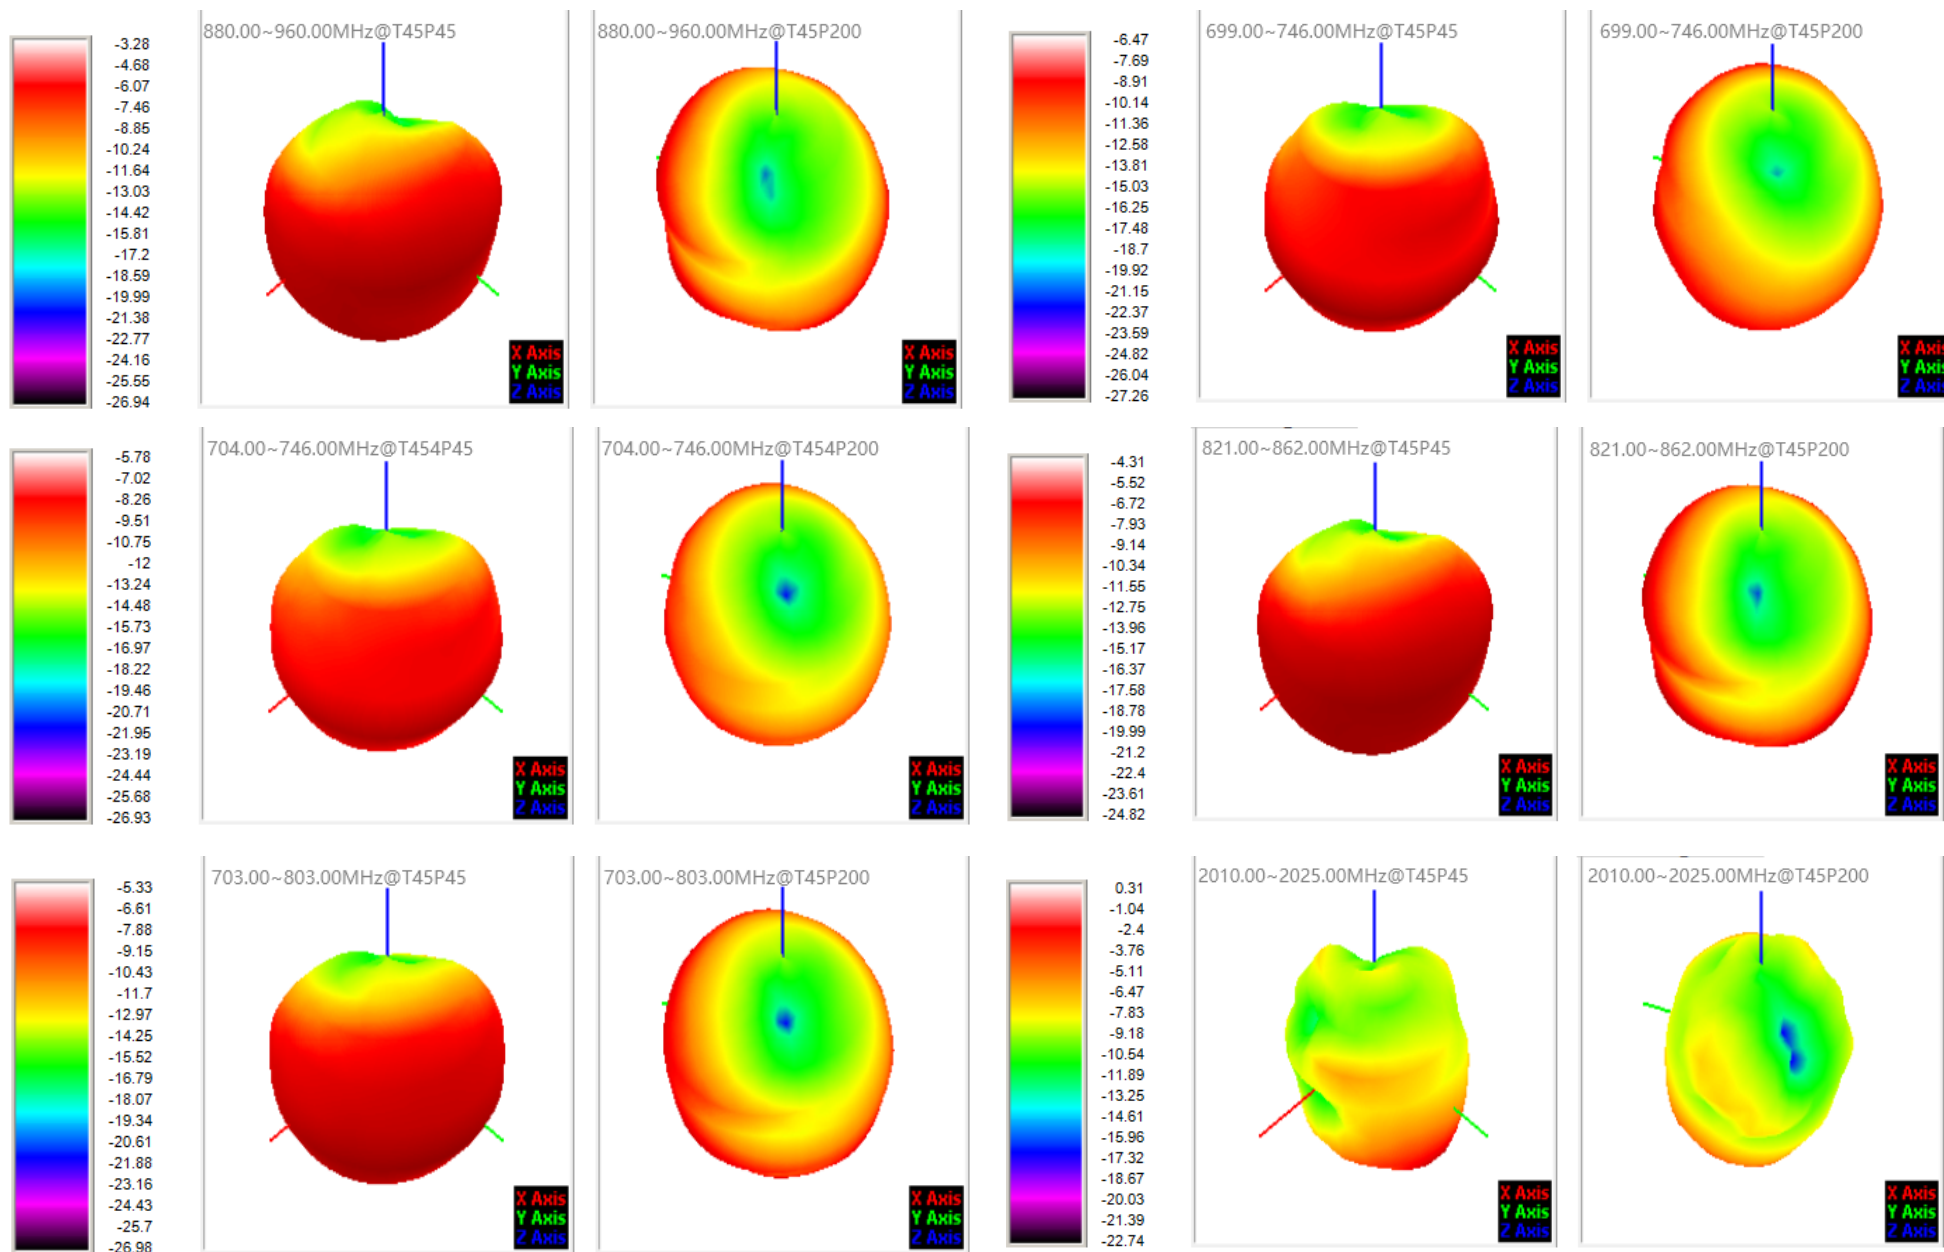 880.00~960.00MHz@T45P45
880.00~960.00MHz@T45P200
-3.28
-4.68
-6.07
-7.46
-8.85
-10.24
-11.64
-13.03
-14.42
-15.81
-17.2
-18.59
-19.99
-21.38
-22.77
-24.16
-25.55
-26.94
X Axis
Y Axis
Z Axis
X Axis
Y Axis
Z Axis
699.00~746.00MHz@T45P45
699.00~746.00MHz@T45P200
-6.47
-7.69
-8.91
-10.14
-11.36
-12.58
-13.81
-15.03
-16.25
-17.48
-18.7
-19.92
-21.15
-22.37
-23.59
-24.82
-26.04
-27.26
X Axis
Y Axis
Z Axis
X Axis
Y Axis
Z Axis
704.00~746.00MHz@T454P45
704.00~746.00MHz@T454P200
-5.78
-7.02
-8.26
-9.51
-10.75
-12
-13.24
-14.48
-15.73
-16.97
-18.22
-19.46
-20.71
-21.95
-23.19
-24.44
-25.68
-26.93
X Axis
Y Axis
Z Axis
X Axis
Y Axis
Z Axis
821.00~862.00MHz@T45P45
821.00~862.00MHz@T45P200
-4.31
-5.52
-6.72
-7.93
-9.14
-10.34
-11.55
-12.75
-13.96
-15.17
-16.37
-17.58
-18.78
-19.99
-21.2
-22.4
-23.61
-24.82
X Axis
Y Axis
Z Axis
X Axis
Y Axis
Z Axis
703.00~803.00MHz@T45P45
703.00~803.00MHz@T45P200
-5.33
-6.61
-7.88
-9.15
-10.43
-11.7
-12.97
-14.25
-15.52
-16.79
-18.07
-19.34
-20.61
-21.88
-23.16
-24.43
-25.7
-26.98
X Axis
Y Axis
Z Axis
X Axis
Y Axis
Z Axis
2010.00~2025.00MHz@T45P45
2010.00~2025.00MHz@T45P200
0.31
-1.04
-2.4
-3.76
-5.11
-6.47
-7.83
-9.18
-10.54
-11.89
-13.25
-14.61
-15.96
-17.32
-18.67
-20.03
-21.39
-22.74
X Axis
Y Axis
Z Axis
X Axis
Y Axis
Z Axis